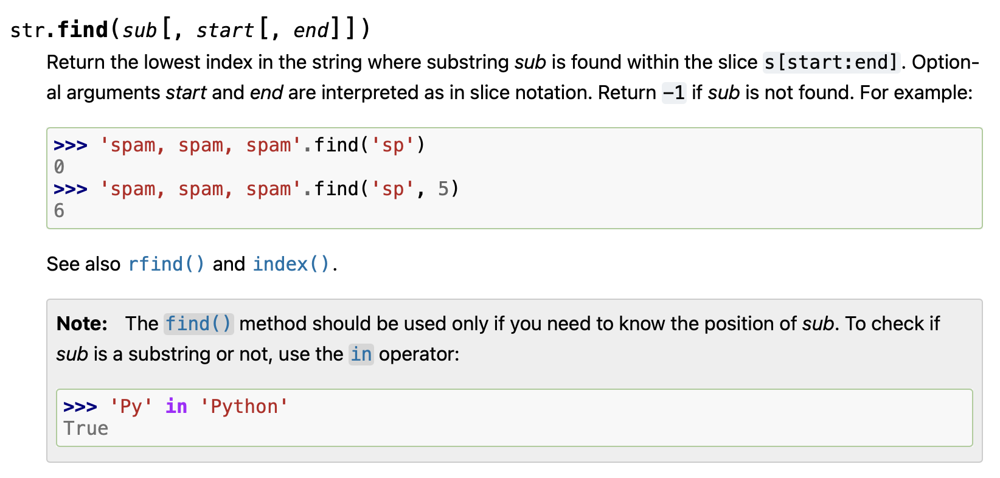 str.find(sub[, start[, end]])
Return the lowest index in the string where substring sub is found within the slice s[start:end]. Option-
al arguments start and end are interpreted as in slice notation. Return -1 if sub is not found. For example:
>>> 'spam, spam, spam'.find('sp')
0
>>> 'spam, spam, spam'.find('sp', 5)
6
See also rfind() and index().
Note: The find() method should be used only if you need to know the position of sub. To check if
sub is a substring or not, use the in operator:
>>> 'Py' in 'Python'
True